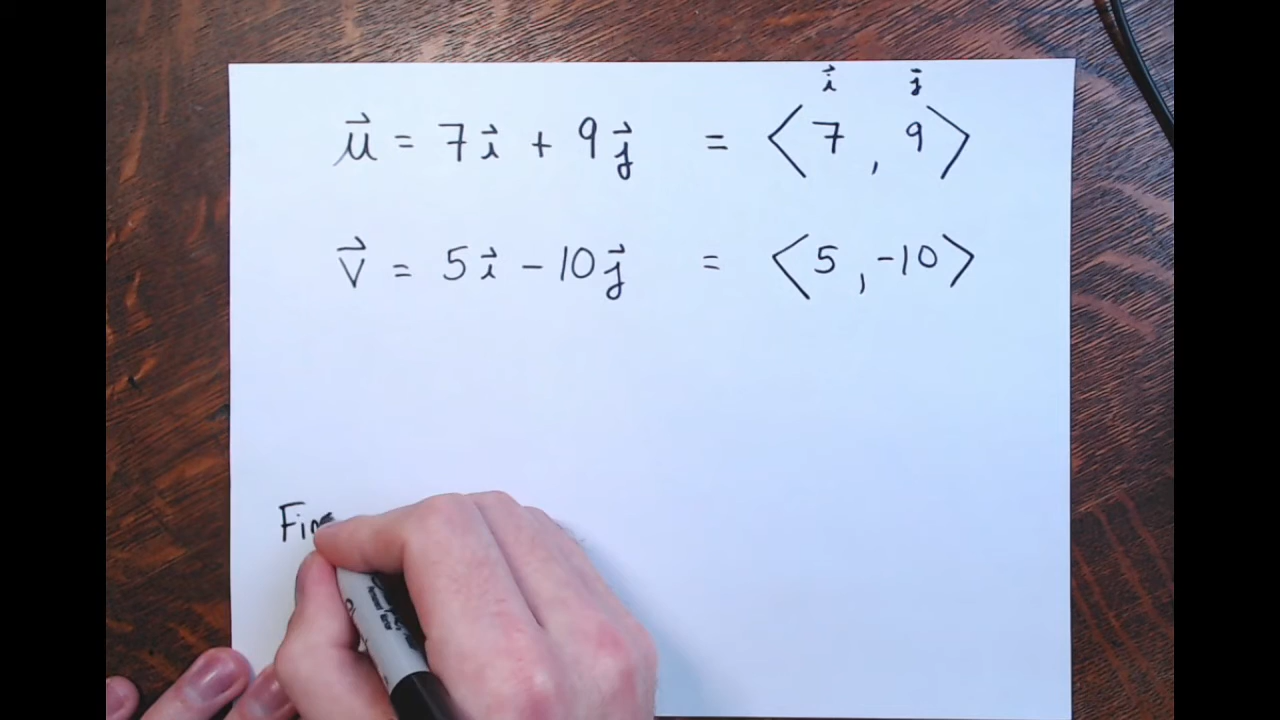 i⃗ j⃗
u⃗ = 7i⃗ + 9j⃗ = ⟨7, 9⟩
v⃗ = 5i⃗ - 10j⃗ = ⟨5, -10⟩